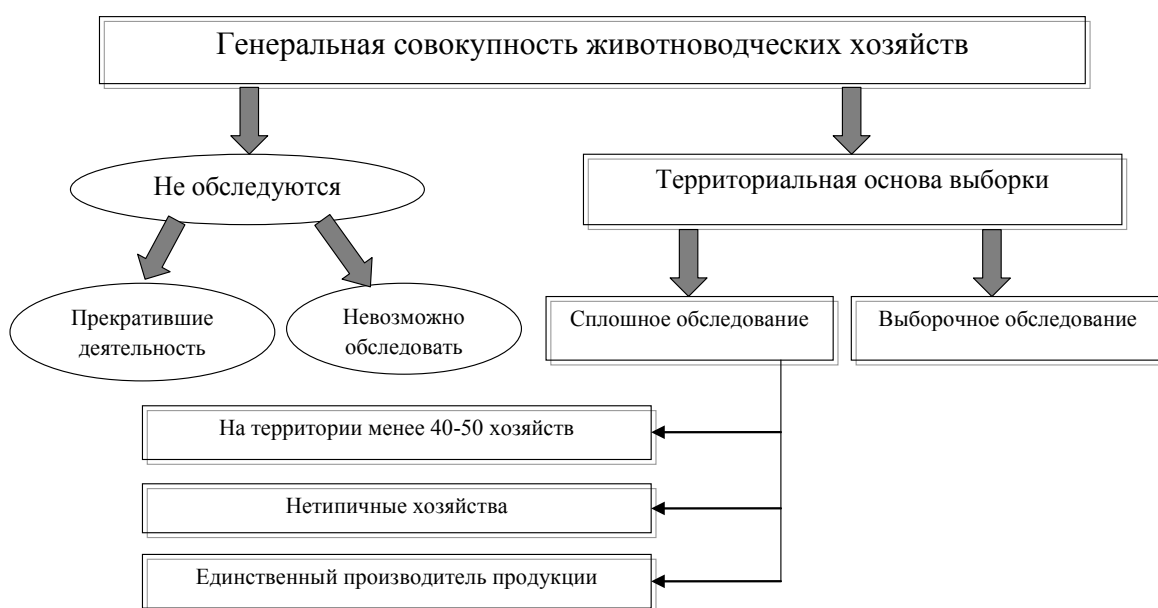 Генеральная совокупность животноводческих хозяйств
Не обследуются
Территориальная основа выборки
Прекратившие
деятельность
Невозможно
обследовать
Сплошное обследование
Выборочное обследование
На территории менее 40-50 хозяйств
Нетипичные хозяйства
Единственный производитель продукции